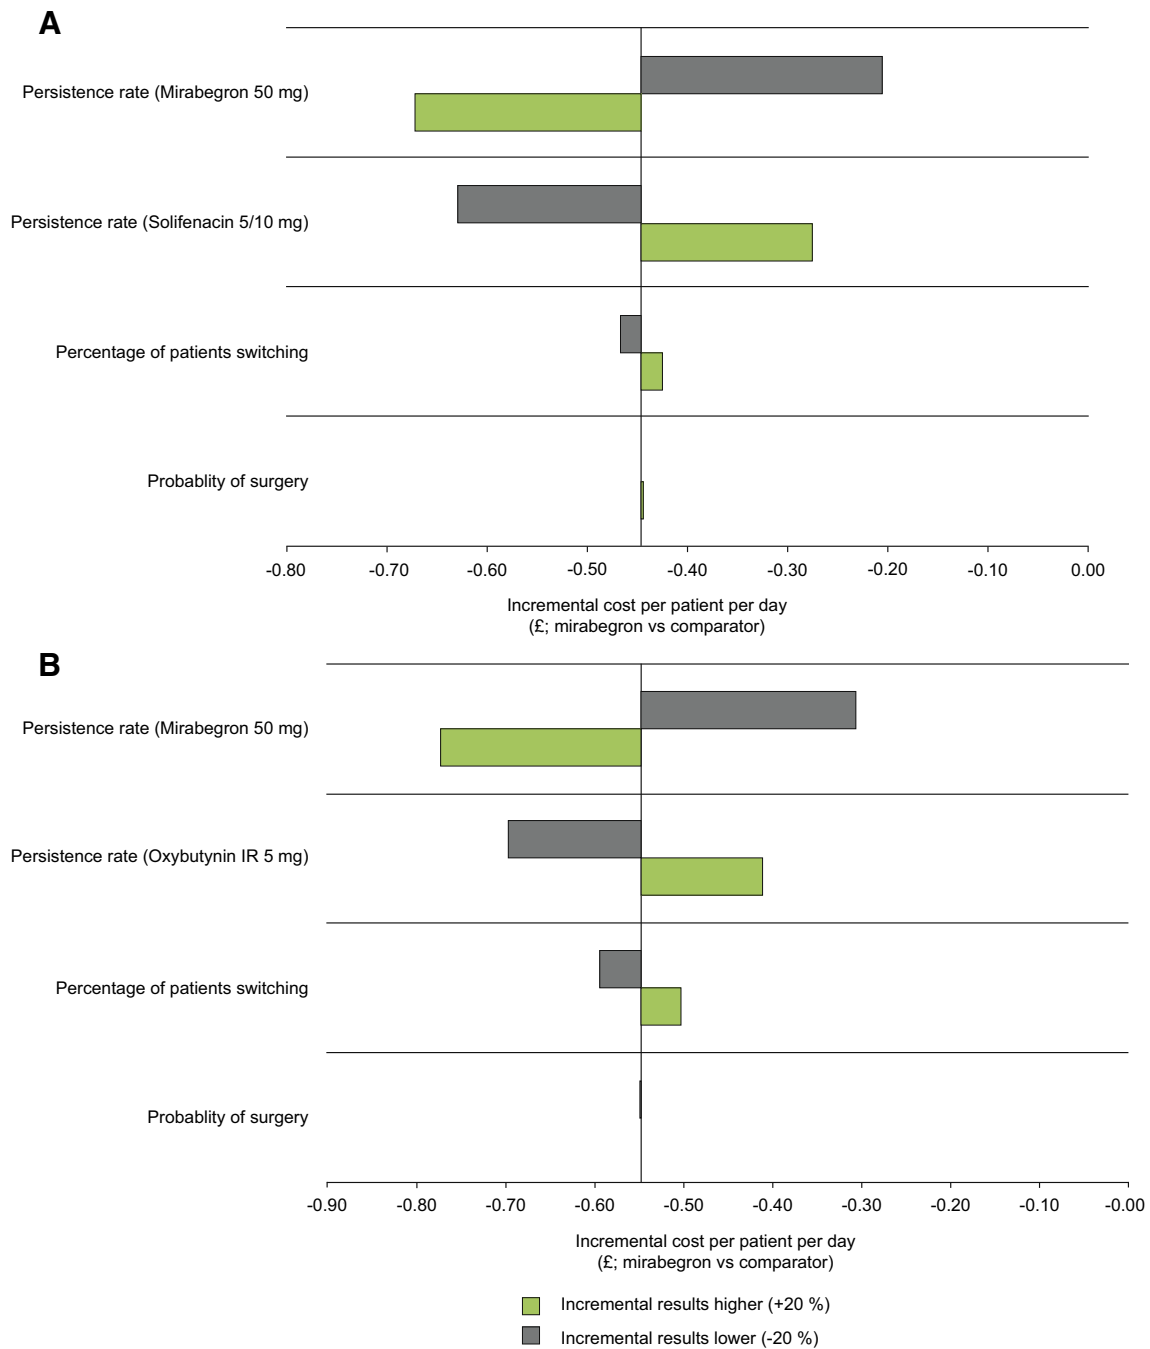 A
Persistence rate (Mirabegron 50 mg)
Persistence rate (Solifenacin 5/10 mg)
Percentage of patients switching
Probablity of surgery
-0.80 -0.70 -0.60 -0.50 -0.40 -0.30 -0.20 -0.10 0.00
Incremental cost per patient per day
(£; mirabegron vs comparator)
B
Persistence rate (Mirabegron 50 mg)
Persistence rate (Oxybutynin IR 5 mg)
Percentage of patients switching
Probablity of surgery
-0.90 -0.80 -0.70 -0.60 -0.50 -0.40 -0.30 -0.20 -0.10 -0.00
Incremental cost per patient per day
(£; mirabegron vs comparator)
Incremental results higher (+20 %)
Incremental results lower (-20 %)